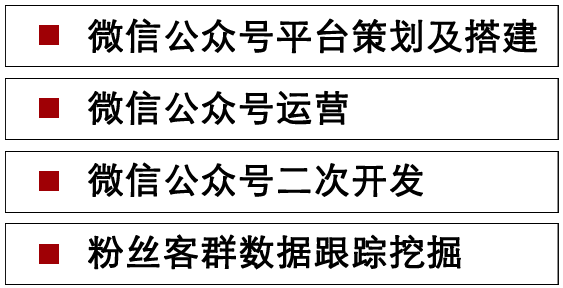 微信公众号平台策划及搭建
微信公众号运营
微信公众号二次开发
粉丝客群数据跟踪挖掘